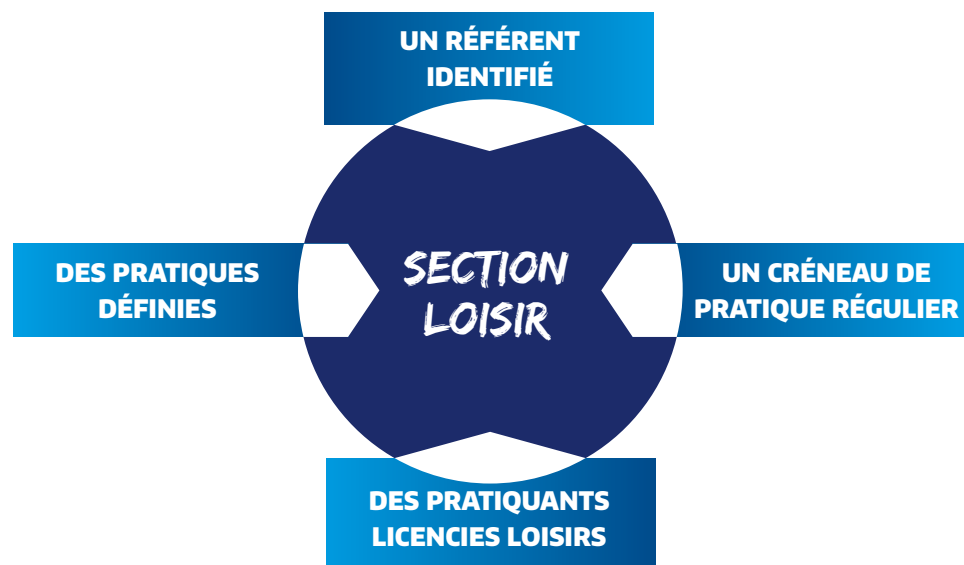 UN RÉFÉRENT
IDENTIFIÉ
DES PRATIQUES
DÉFINIES
SECTION
LOISIR
UN CRÉNEAU DE
PRATIQUE RÉGULIER
DES PRATIQUANTS
LICENCIES LOISIRS